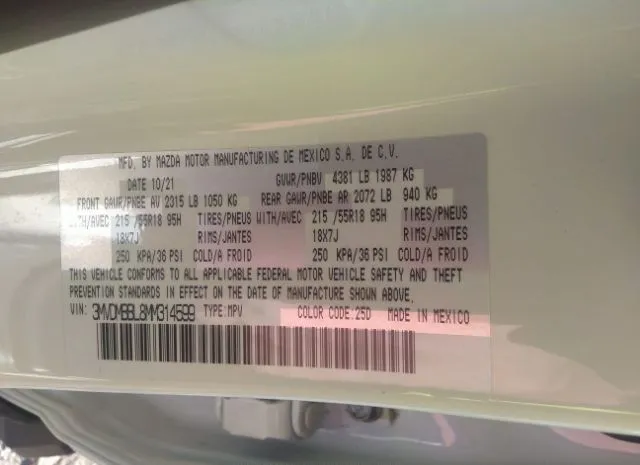 MFD. BY MAZDA MOTOR MANUFACTURING DE MEXICO S.A. DE C.V.
DATE 10/21 GVWR/PNBV 4381 LB 1987 KG
FRONT GAWR/PNBE AV 2315 LB 1050 KG REAR GAWR/PNBE AR 2072 LB 940 KG
WITH/AVEC 215 /55R18 95H TIRES/PNEUS WITH/AVEC 215 /55R18 95H TIRES/PNEUS
18X7J RIMS/JANTES 18X7J RIMS/JANTES
250 KPA/36 PSI COLD/A FROID 250 KPA/36 PSI COLD/A FROID
THIS VEHICLE CONFORMS TO ALL APPLICABLE FEDERAL MOTOR VEHICLE SAFETY AND THEFT
PREVENTION STANDARDS IN EFFECT ON THE DATE OF MANUFACTURE SHOWN ABOVE.
VIN: 3MVDMBBL8MM314699 TYPE:MPV COLOR CODE:25D MADE IN MEXICO